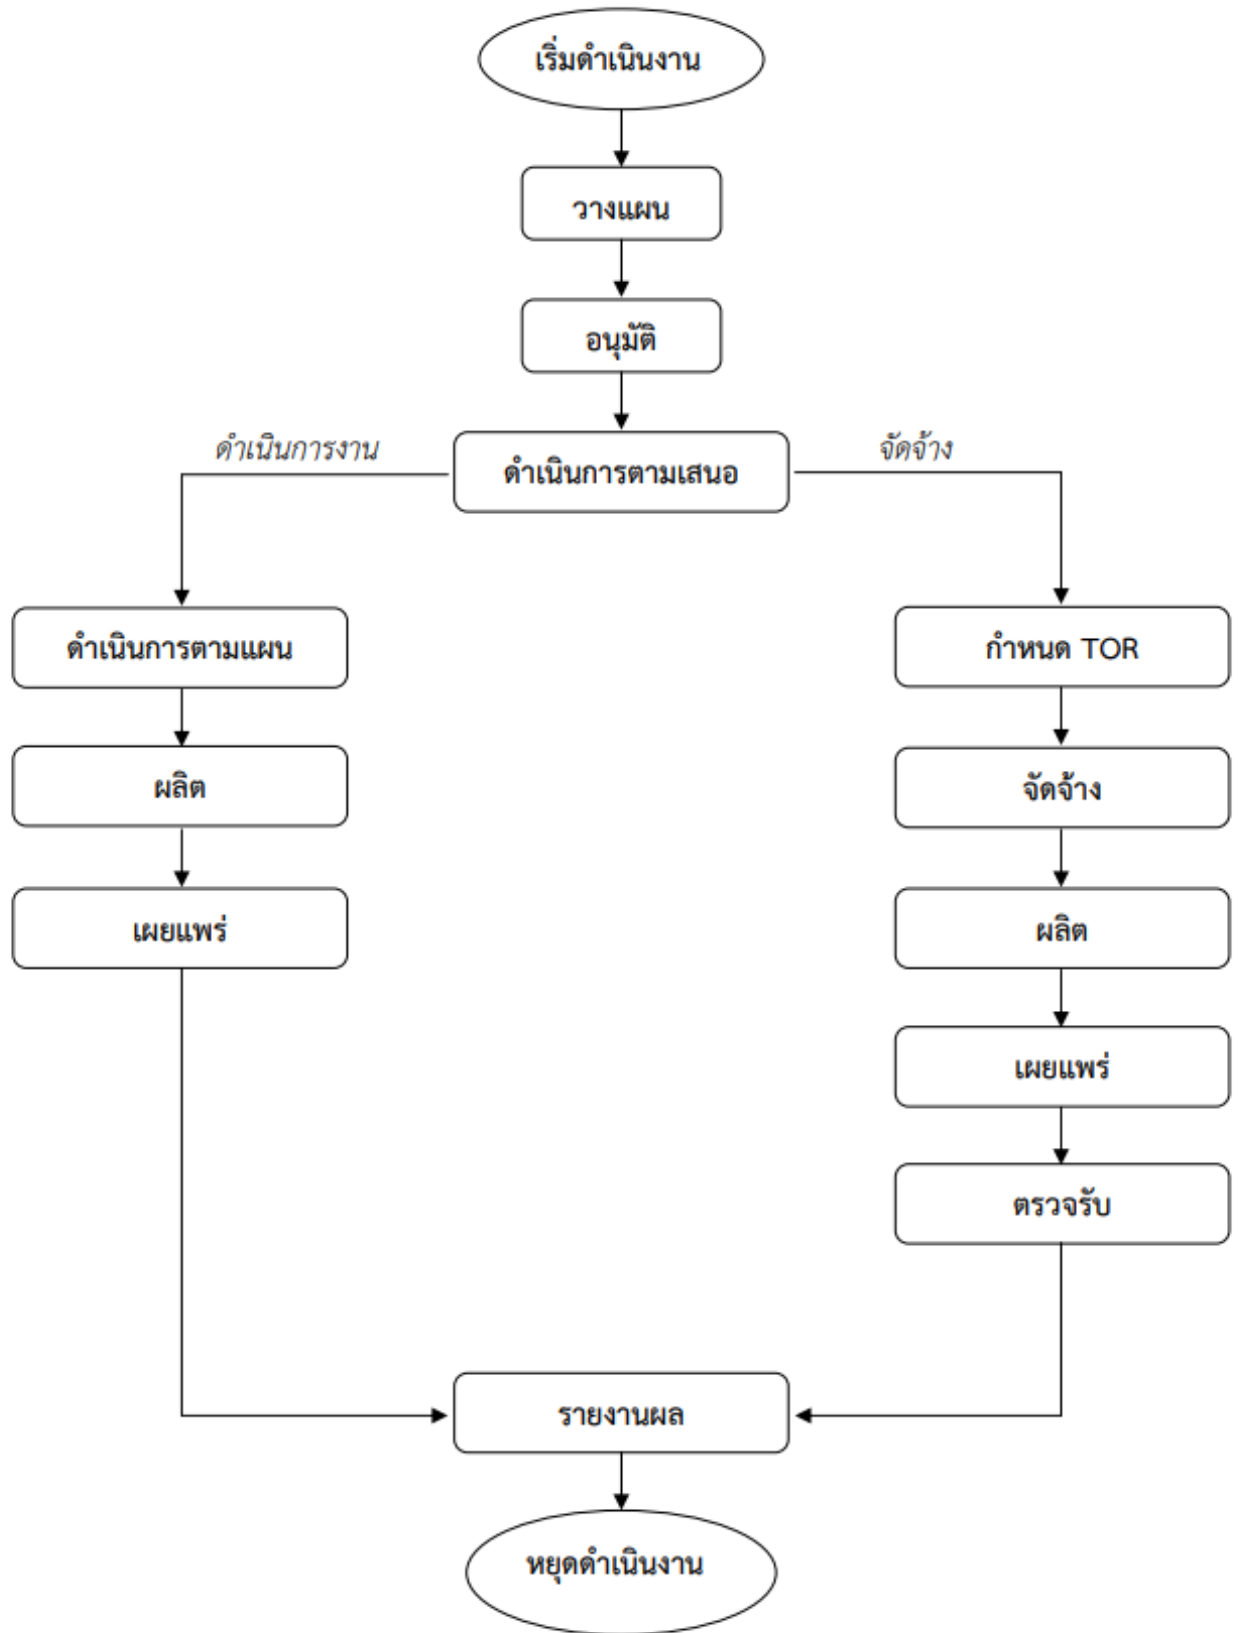 เริ่มดำเนินงาน
วางแผน
อนุมัติ
ดำเนินการตามเสนอ
ดำเนินการงาน
ดำเนินการตามแผน
ผลิต
เผยแพร่
จัดจ้าง
กำหนด TOR
จัดจ้าง
ผลิต
เผยแพร่
ตรวจรับ
รายงานผล
หยุดดำเนินงาน